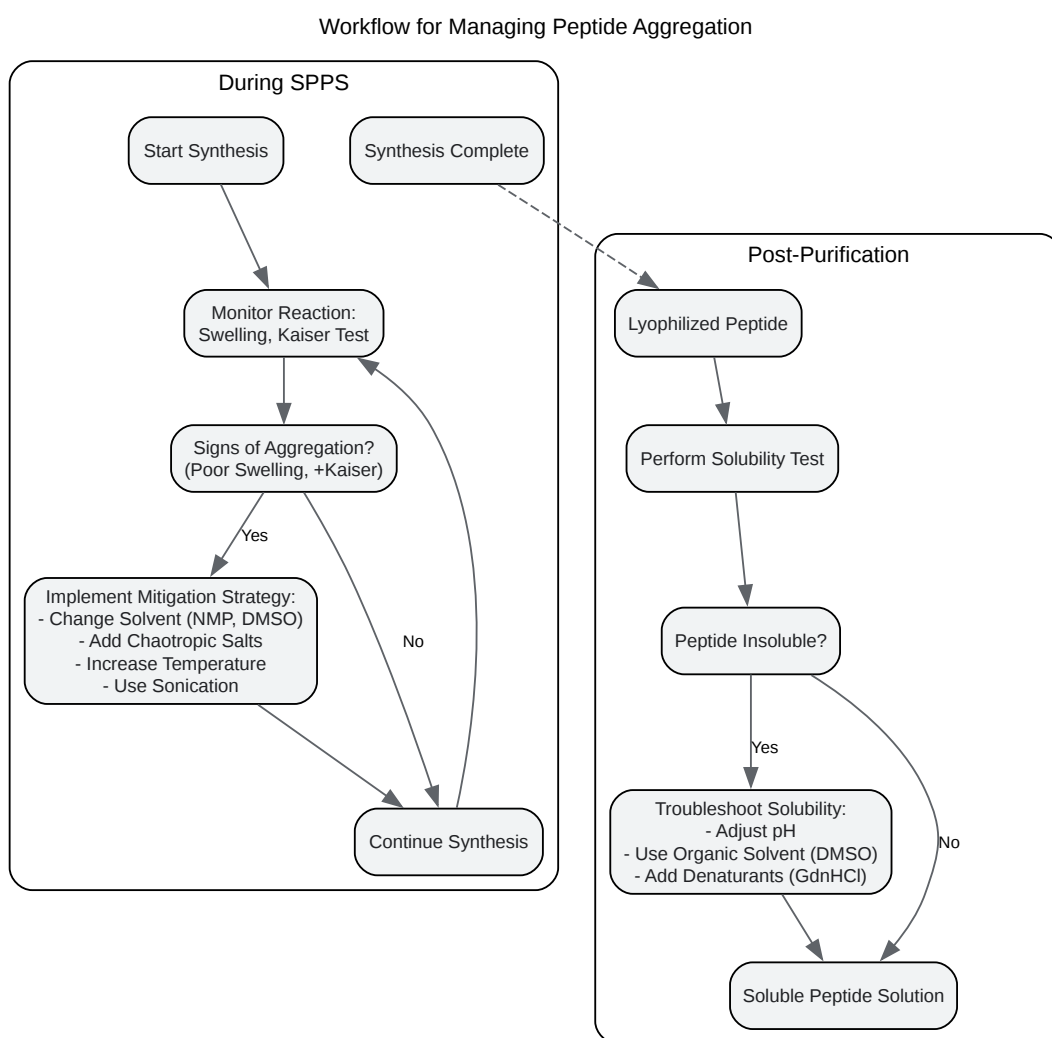 Workflow for Managing Peptide Aggregation
During SPPS
Start Synthesis
Synthesis Complete
Monitor Reaction:
Swelling, Kaiser Test
Signs of Aggregation?
(Poor Swelling, +Kaiser)
Yes
Implement Mitigation Strategy:
- Change Solvent (NMP, DMSO)
- Add Chaotropic Salts
- Increase Temperature
- Use Sonication
No
Continue Synthesis
Post-Purification
Lyophilized Peptide
Perform Solubility Test
Peptide Insoluble?
Yes
Troubleshoot Solubility:
- Adjust pH
- Use Organic Solvent (DMSO)
- Add Denaturants (GdnHCl)
No
Soluble Peptide Solution